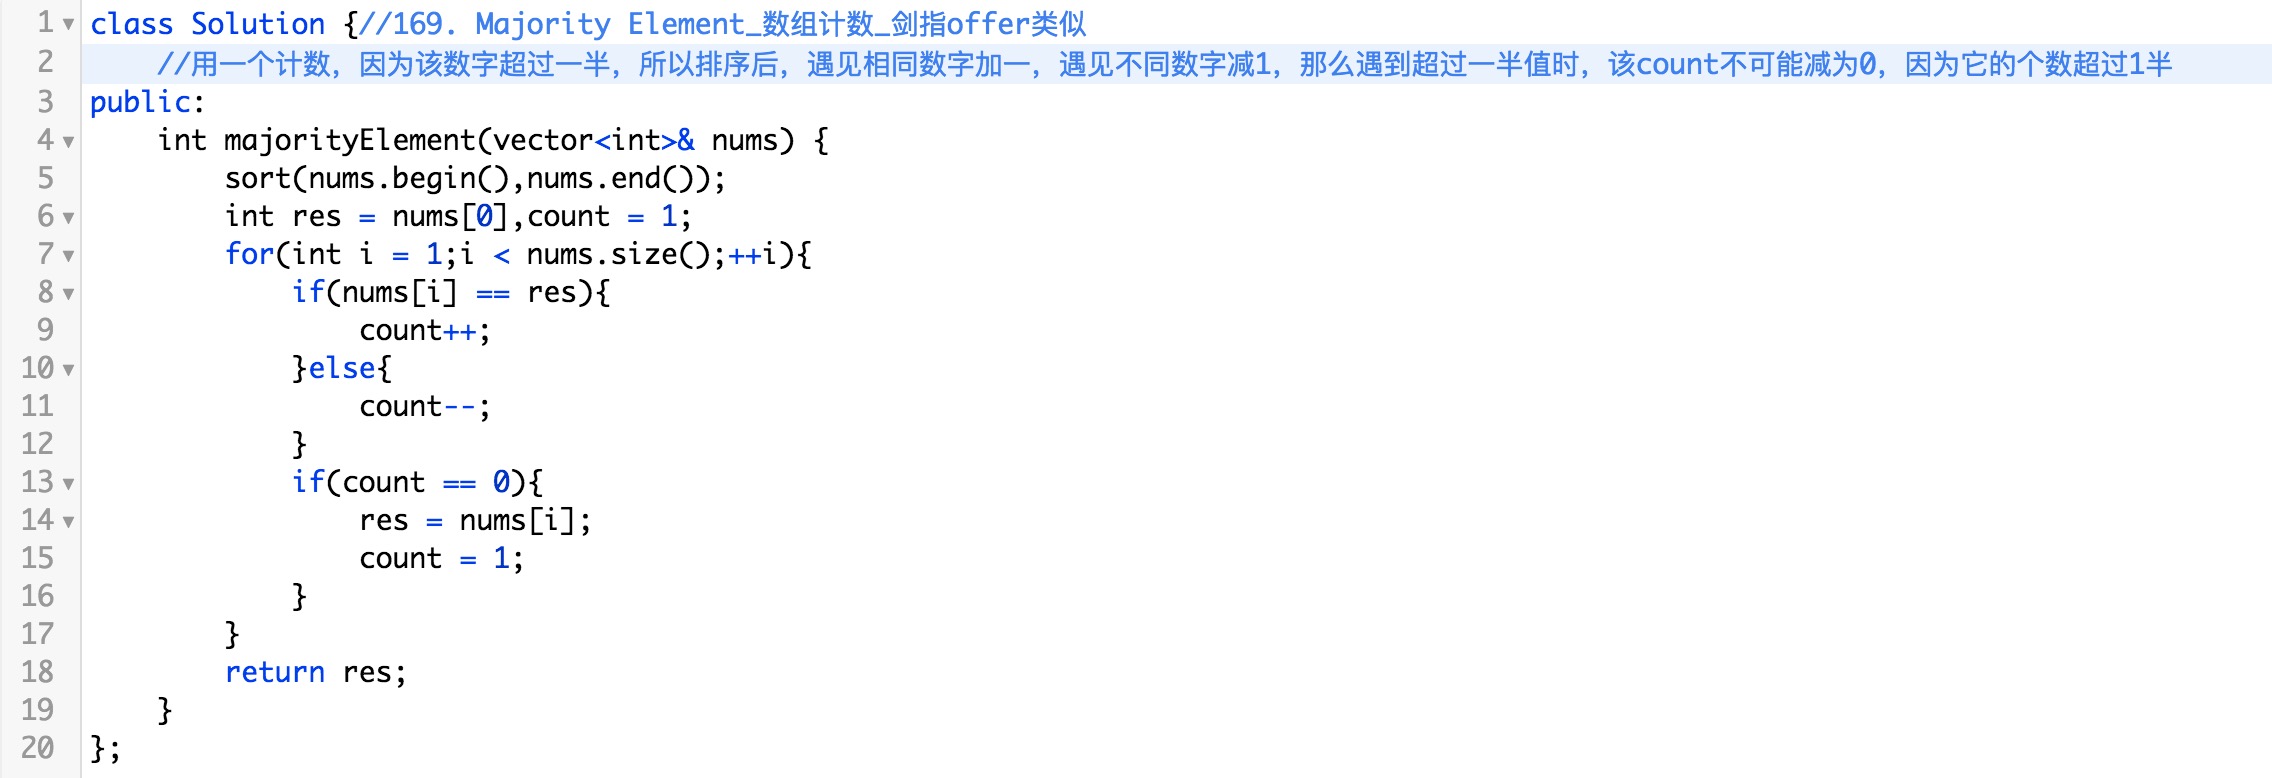 1 class Solution {//169. Majority Element_数组计数_剑指offer类似
2     //用一个计数，因为该数字超过一半，所以排序后，遇见相同数字加一，遇见不同数字减1，那么遇到超过一半值时，该count不可能减为0，因为它的个数超过1半
3 public:
4     int majorityElement(vector<int>& nums) {
5         sort(nums.begin(),nums.end());
6         int res = nums[0],count = 1;
7         for(int i = 1;i < nums.size();++i){
8             if(nums[i] == res){
9                 count++;
10             }else{
11                 count--;
12             }
13             if(count == 0){
14                 res = nums[i];
15                 count = 1;
16             }
17         }
18         return res;
19     }
20 };